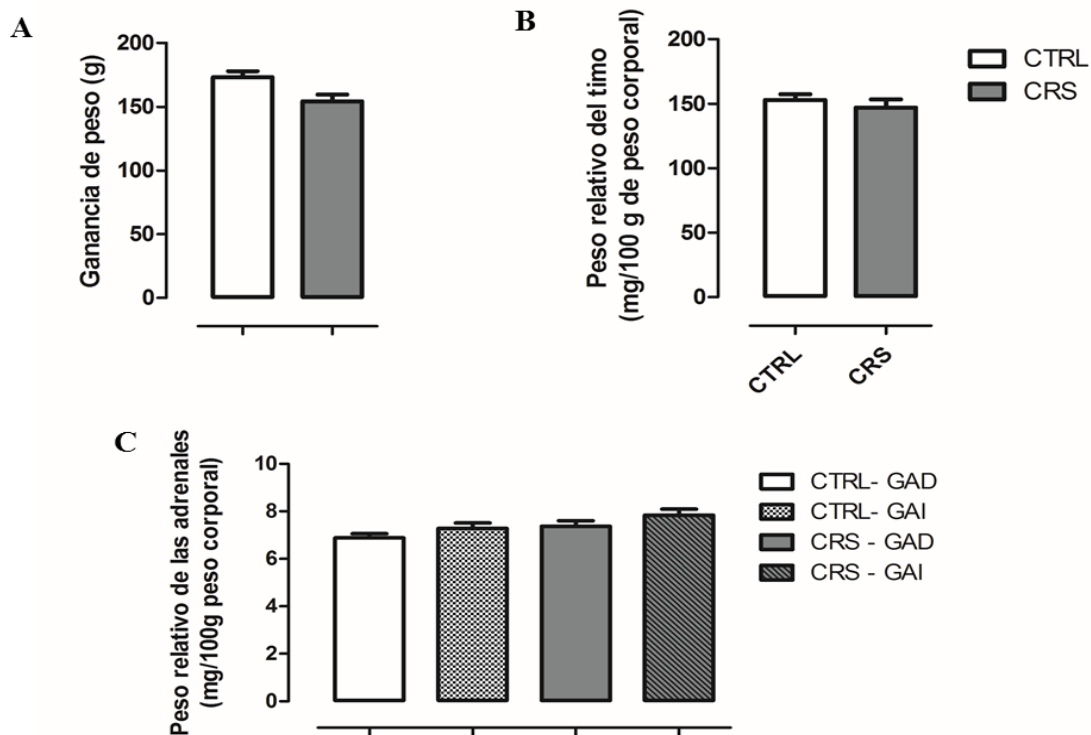 A
Ganancia de peso (g)
200
150
100
50
0
B
Peso relativo del timo
(mg/100 g de peso corporal)
200
150
100
50
0
CTRL
CRS
CTRL
CRS
C
Peso relativo de las adrenales
(mg/100g peso corporal)
10
8
6
4
2
0
CTRL- GAD
CTRL- GAI
CRS - GAD
CRS - GAI